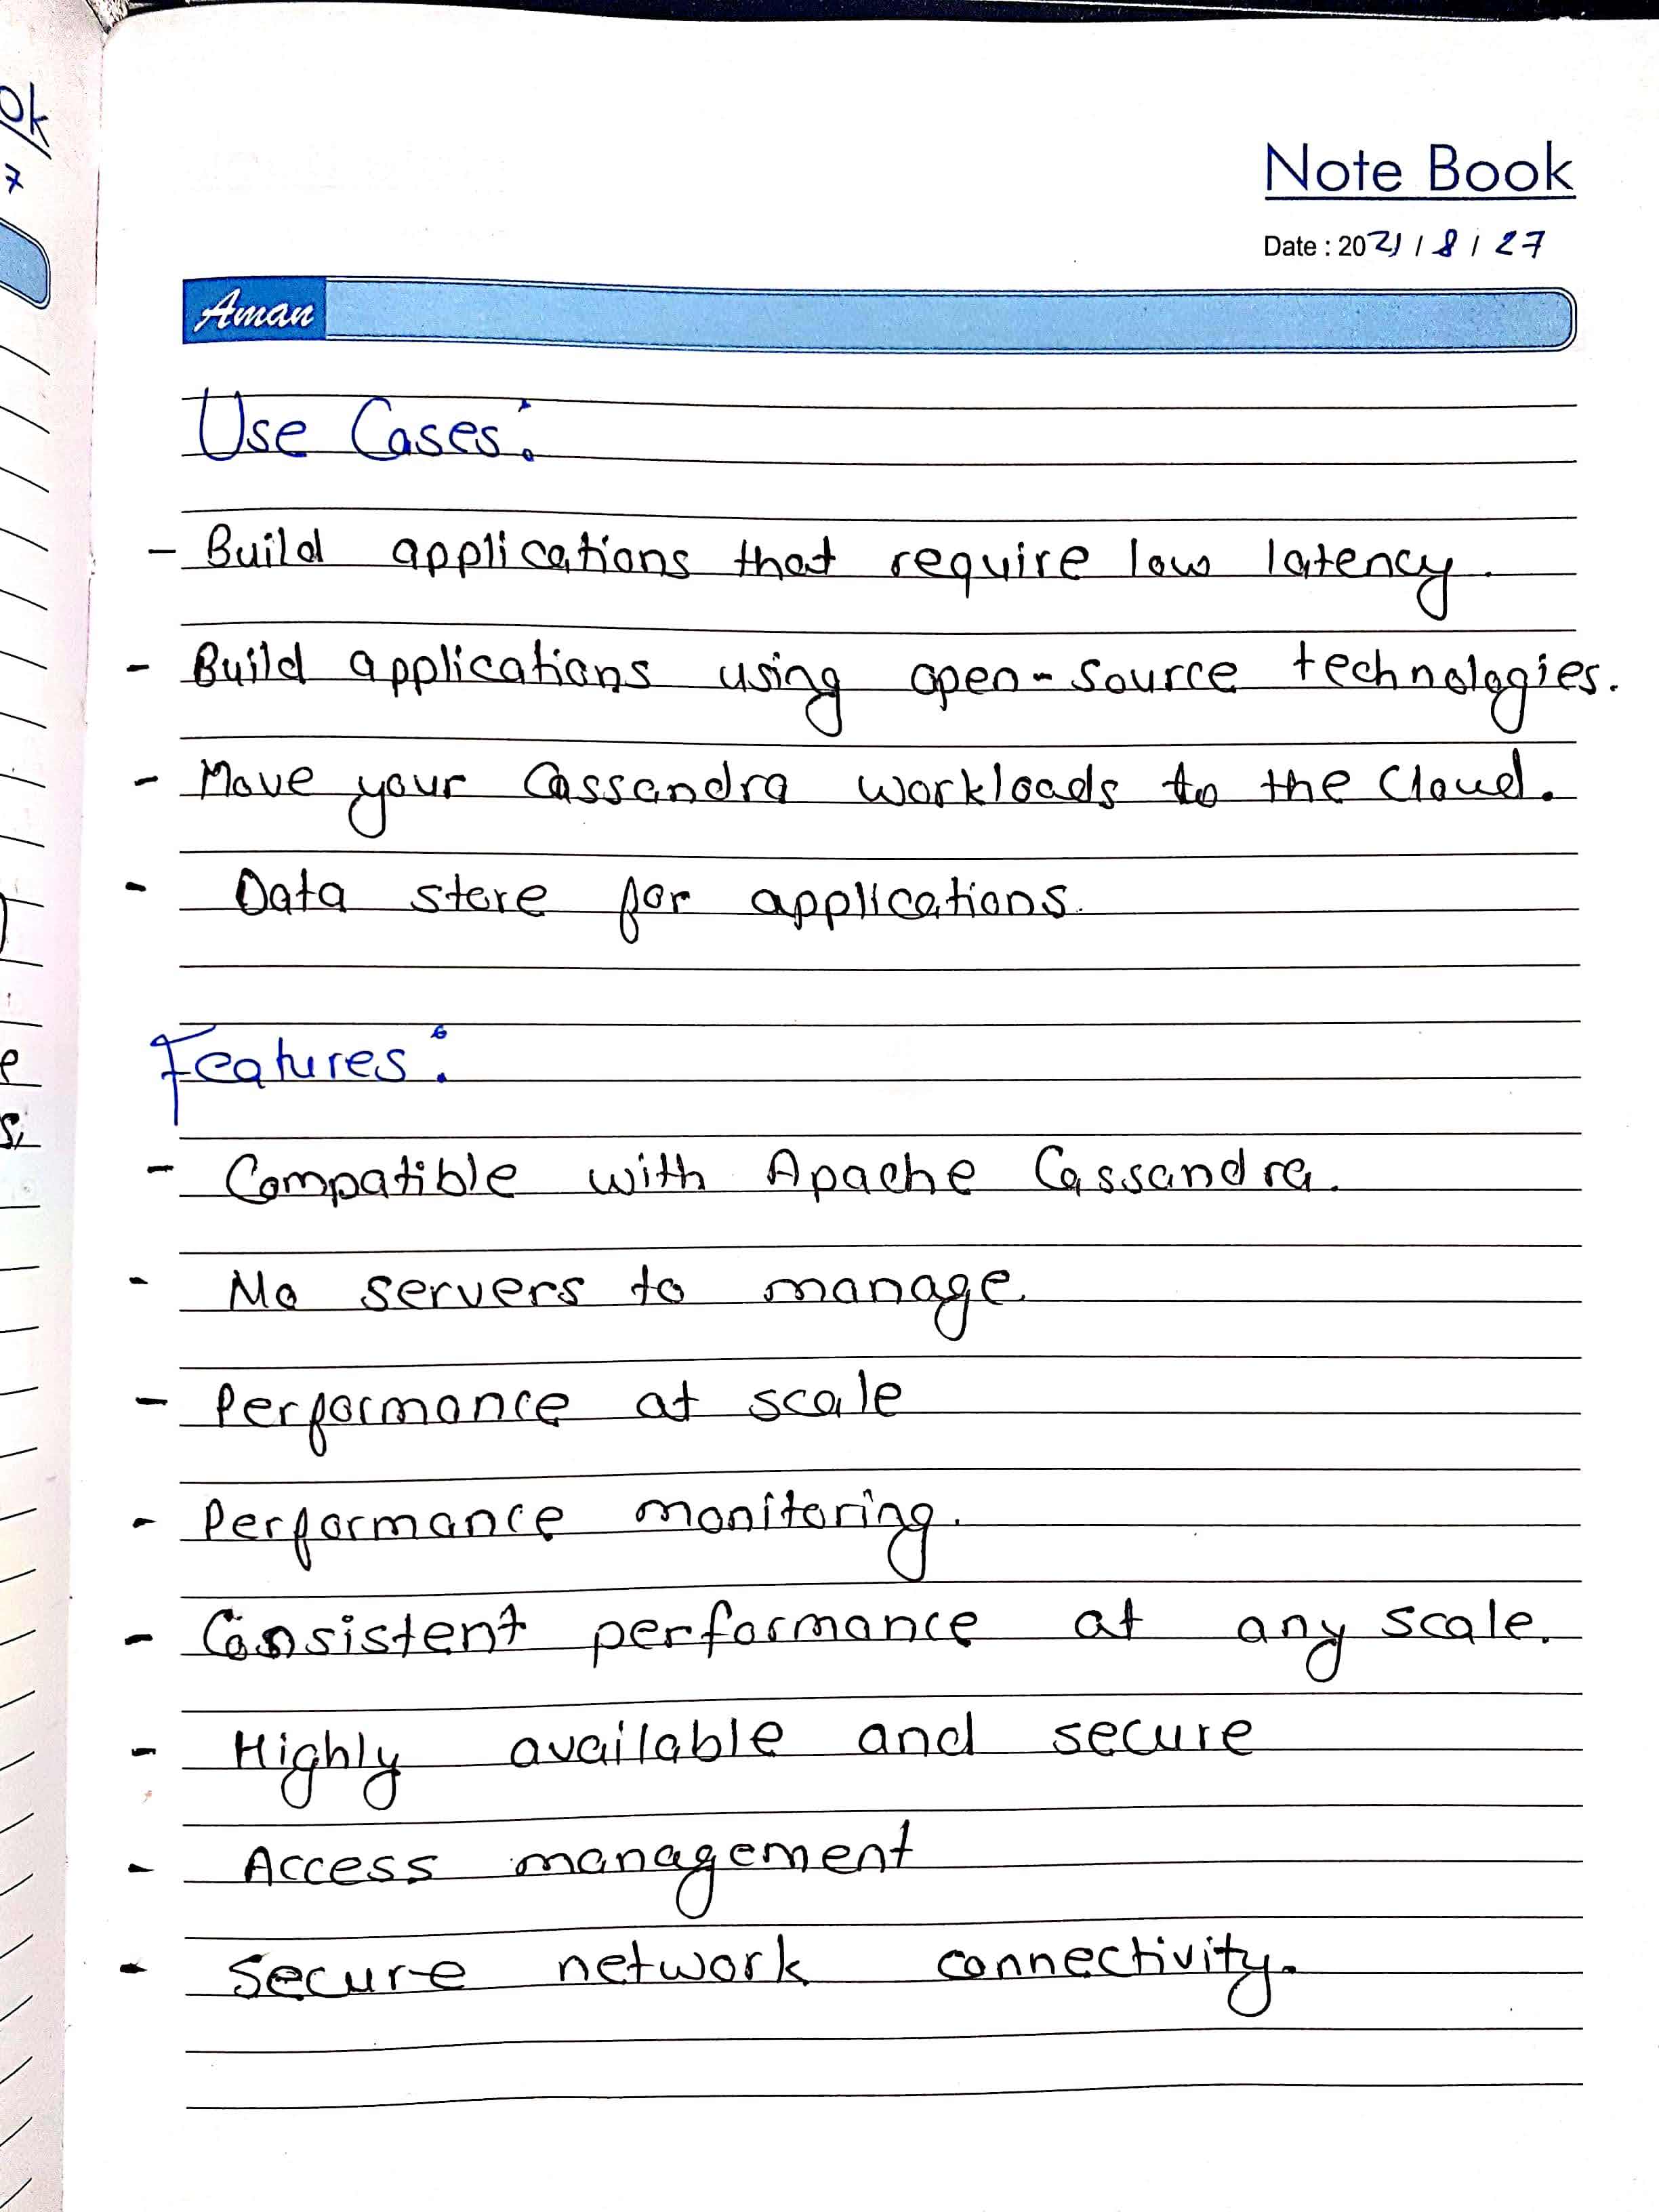 Note Book
Date : 2021 / 8 / 27
Aman
Use Cases:
- Build applications that require low latency.
- Build applications using open-source technologies.
- Move your Cassandra workloads to the Cloud.
- Data store for applications.
Features:
- Compatible with Apache Cassandra.
- No servers to manage.
- Performance at scale
- Performance monitoring.
- Consistent performance at any scale.
- Highly available and secure
- Access management
- Secure network connectivity.